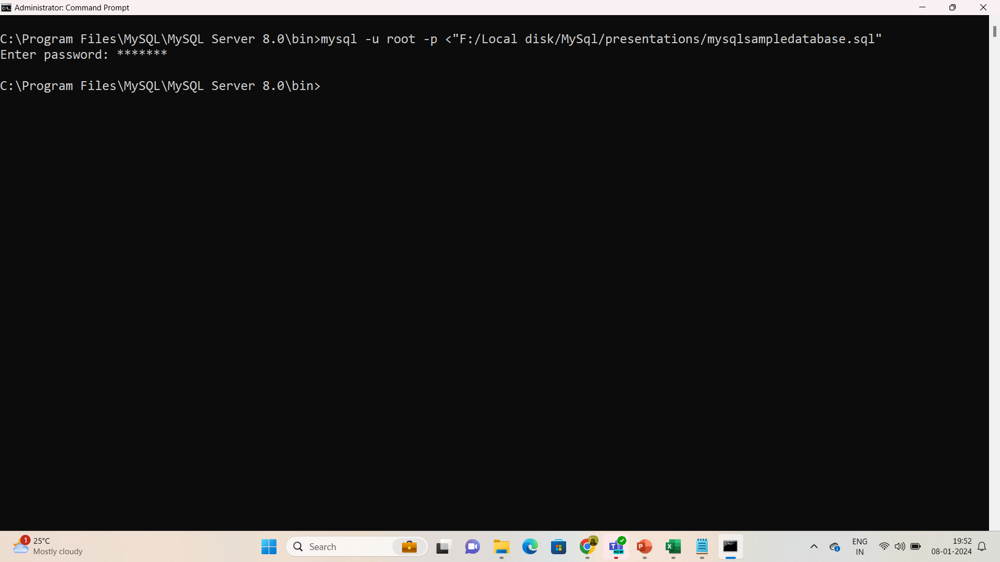 Administrator: Command Prompt
C:\Program Files\MySQL\MySQL Server 8.0\bin>mysql -u root -p <"F:/Local disk/MySql/presentations/mysqlsampledatabase.sql"
Enter password: *******
C:\Program Files\MySQL\MySQL Server 8.0\bin>
1
25°C
Mostly cloudy
Search
NEW
ENG
IN
19:52
08-01-2024